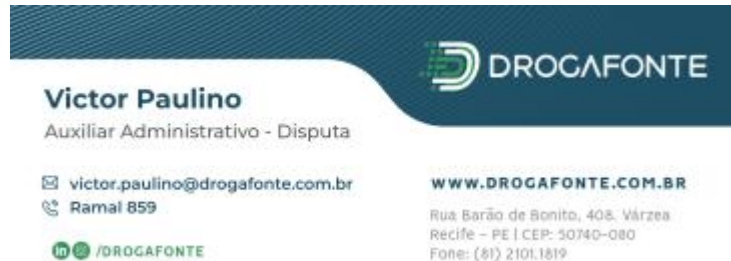 DROGAFONTE
Victor Paulino
Auxiliar Administrativo - Disputa
victor.paulino@drogafonte.com.br
Ramal 859
/DROGAFONTE
WWW.DROGAFONTE.COM.BR
Rua Barão de Bonito, 408. Várzea
Recife - PE | CEP: 50740-080
Fone: (81) 2101.1819